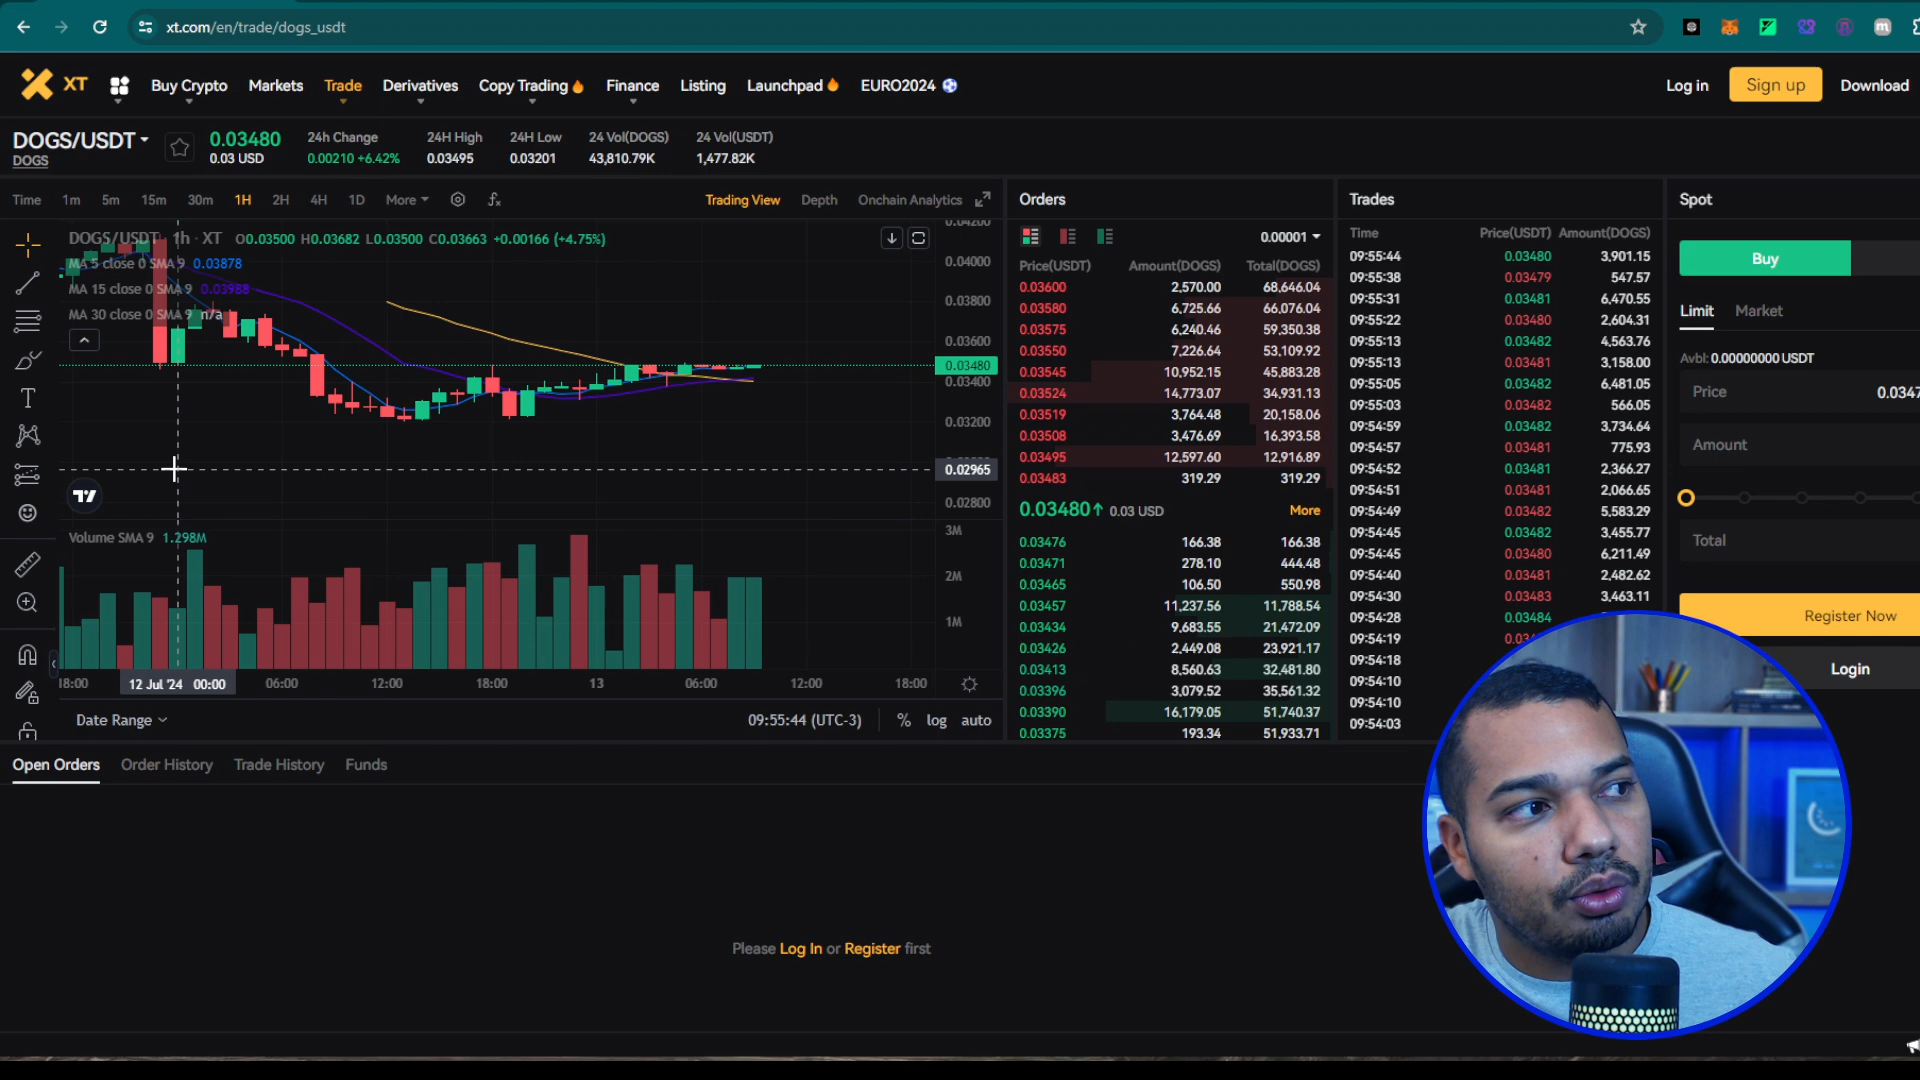 xt.com/en/trade/dogs_usdt
XT
Buy Crypto
Markets
Trade
Derivatives
Copy Trading
Finance
Listing
Launchpad
EURO2024
Log in
Sign up
Download
DOGS/USDT
DOGS
0.03480
0.03 USD
24h Change
0.00210 +6.42%
24H High
0.03495
24H Low
0.03201
24 Vol(DOGS)
43,810.79K
24 Vol(USDT)
1,477.82K
Time 1m 5m 15m 30m 1H 2H 4H 1D More
Trading View Depth Onchain Analytics
DOGS/USDT · 1h · XT O0.03500 H0.03682 L0.03500 C0.03663 +0.00166 (+4.75%)
MA 5 close 0 SMA 9 0.03878
MA 15 close 0 SMA 9 0.03988
MA 30 close 0 SMA 9 n/a
0.04200
0.04000
0.03800
0.03600
0.03480
0.03400
0.03200
0.02965
0.02800
Volume SMA 9 1.298M
3M
2M
1M
18:00 12 Jul '24 00:00 06:00 12:00 18:00 13 06:00 12:00 18:00
Date Range
09:55:44 (UTC-3) % log auto
Orders
0.00001
Price(USDT) Amount(DOGS) Total(DOGS)
0.03600 2,570.00 68,646.04
0.03580 6,725.66 66,076.04
0.03575 6,240.46 59,350.38
0.03550 7,226.64 53,109.92
0.03545 10,952.15 45,883.28
0.03524 14,773.07 34,931.13
0.03519 3,764.48 20,158.06
0.03508 3,476.69 16,393.58
0.03495 12,597.60 12,916.89
0.03483 319.29 319.29
0.03480↑ 0.03 USD More
0.03476 166.38 166.38
0.03471 278.10 444.48
0.03465 106.50 550.98
0.03457 11,237.56 11,788.54
0.03434 9,683.55 21,472.09
0.03426 2,449.08 23,921.17
0.03413 8,560.63 32,481.80
0.03396 3,079.52 35,561.32
0.03390 16,179.05 51,740.37
0.03375 193.34 51,933.71
Trades
Time Price(USDT) Amount(DOGS)
09:55:44 0.03480 3,901.15
09:55:38 0.03479 547.57
09:55:31 0.03481 6,470.55
09:55:22 0.03480 2,604.31
09:55:13 0.03482 4,563.76
09:55:13 0.03481 3,158.00
09:55:05 0.03482 6,481.05
09:55:03 0.03482 566.05
09:54:59 0.03482 3,734.64
09:54:57 0.03481 775.93
09:54:52 0.03481 2,366.27
09:54:51 0.03481 2,066.65
09:54:49 0.03482 5,583.29
09:54:45 0.03482 3,455.77
09:54:45 0.03480 6,211.49
09:54:40 0.03481 2,482.62
09:54:30 0.03483 3,463.11
09:54:28 0.03484
09:54:19
09:54:18
09:54:10
09:54:10
09:54:03
Spot
Buy
Limit Market
Avbl: 0.00000000 USDT
Price 0.0347
Amount
Total
Register Now
Login
Open Orders Order History Trade History Funds
Please Log In or Register first